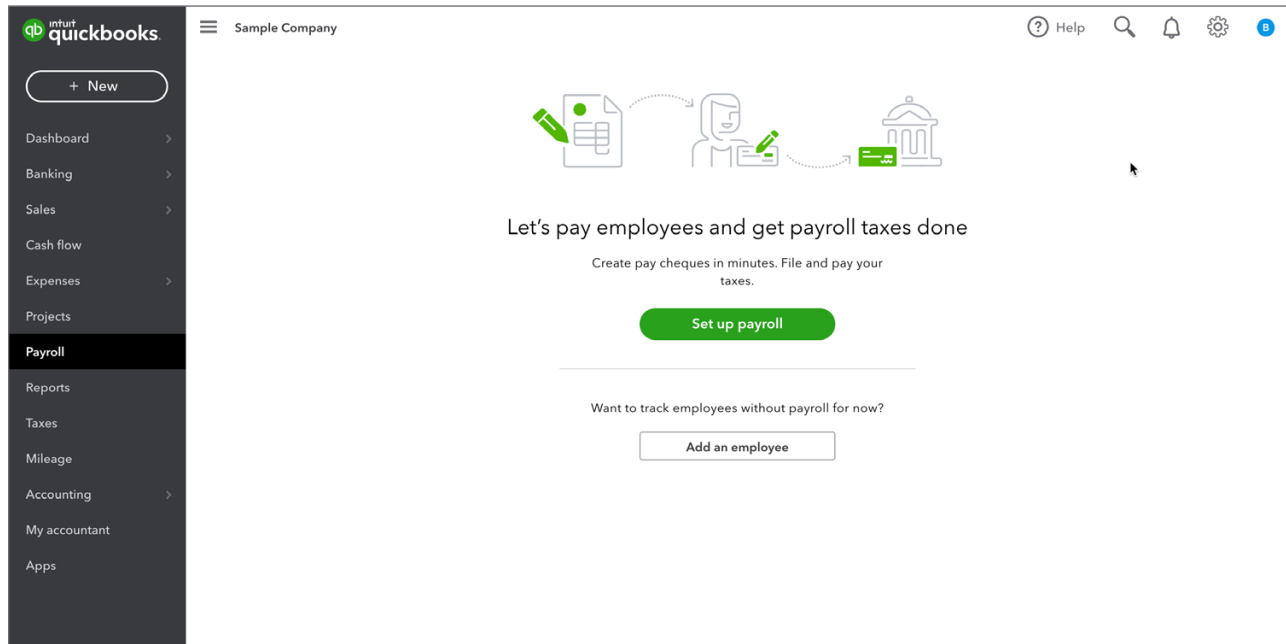 intuit
qb quickbooks.
Sample Company
Help
B
+ New
Dashboard
Banking
Sales
Cash flow
Expenses
Projects
Payroll
Reports
Taxes
Mileage
Accounting
My accountant
Apps
Let's pay employees and get payroll taxes done
Create pay cheques in minutes. File and pay your
taxes.
Set up payroll
Want to track employees without payroll for now?
Add an employee